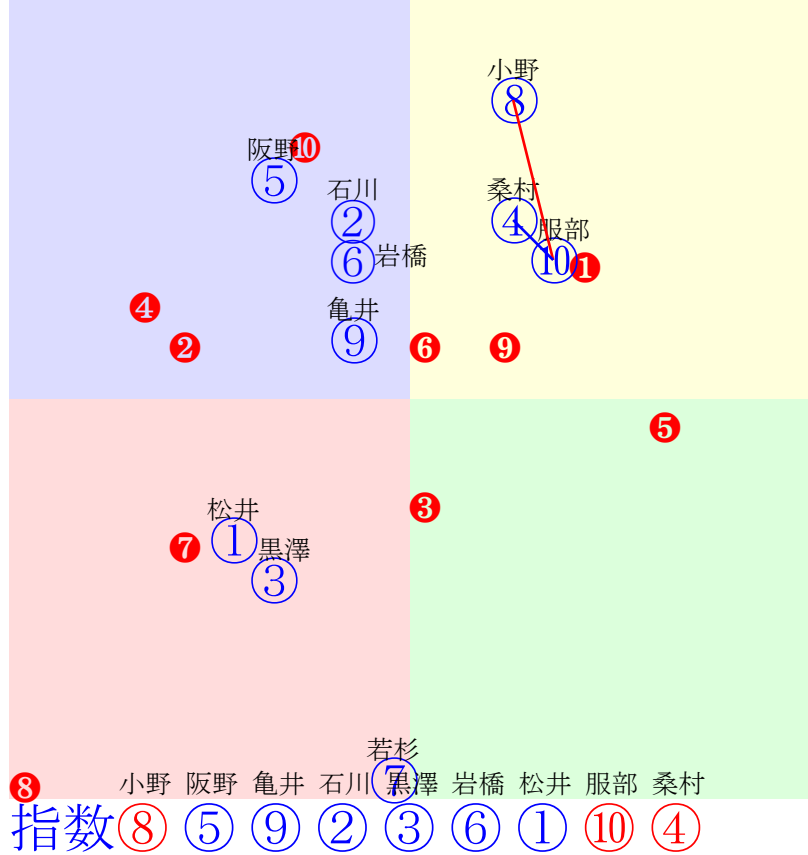 小野
⑧
阪野 ❿
⑤
石川
②
桑村
④
服部
⑩ ❶
⑥ 岩橋
❹
亀井
⑨
❷ ❻ ❾
❺
❸
松井
①
❼
黒澤
③
若杉
⑦
❽
小野 阪野 亀井 石川 黒澤 岩橋 松井 服部 桑村
指数⑧⑤⑨②③⑥①⑩④